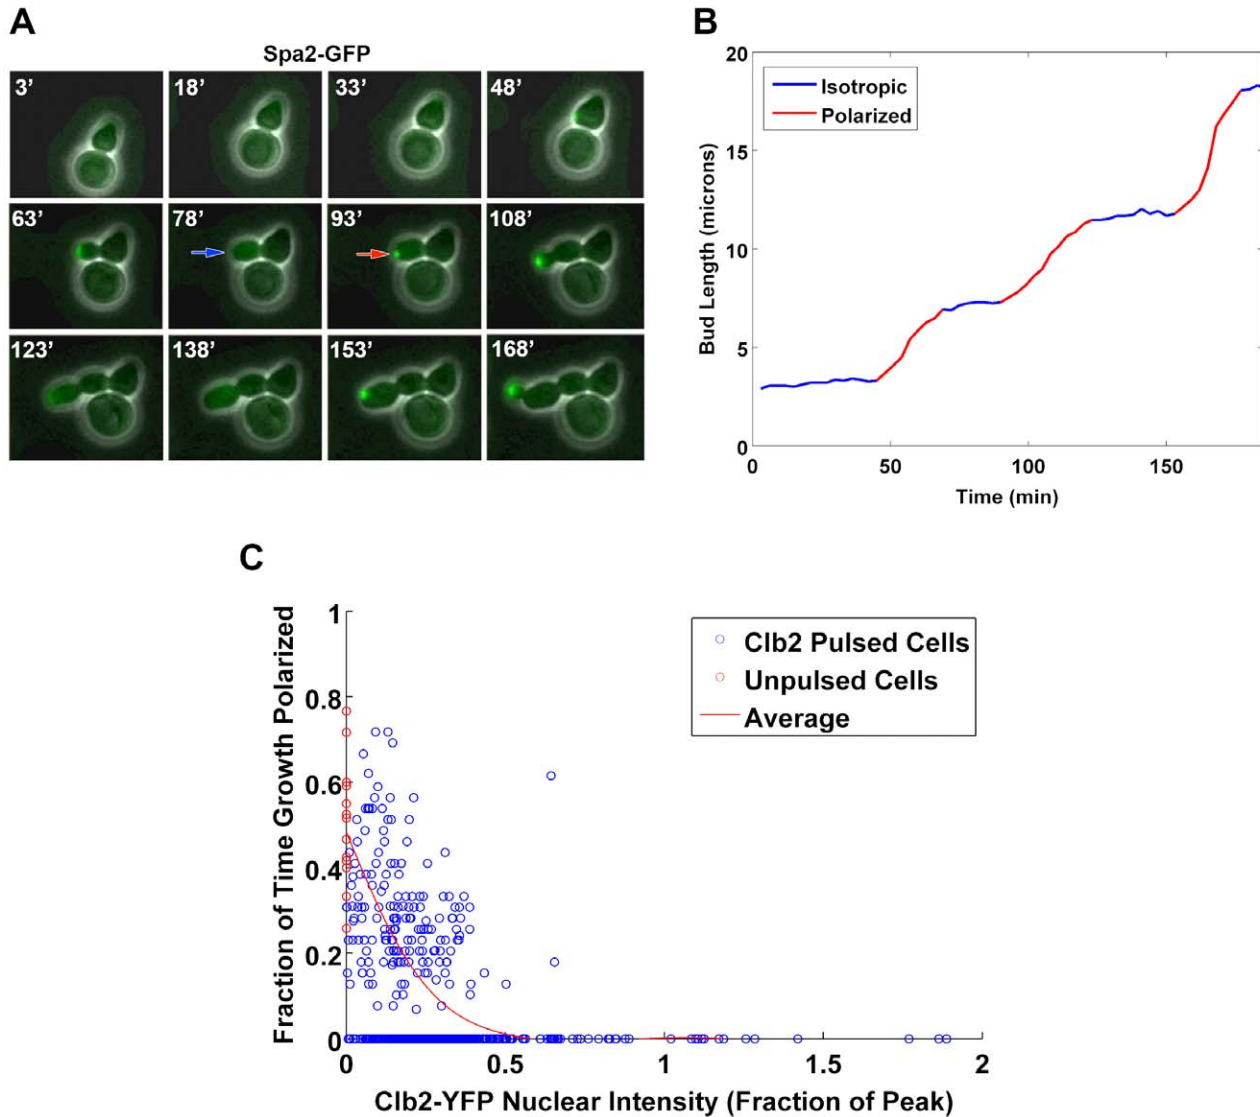 A
Spa2-GFP
3’ 18’ 33’ 48’
63’ 78’ 93’ 108’
123’ 138’ 153’ 168’
B
20
15
10
5
0
Bud Length (microns)
Isotropic
Polarized
0 50 100 150
Time (min)
C
1
0.8
0.6
0.4
0.2
0
Fraction of Time Growth Polarized
Clb2 Pulsed Cells
Unpulsed Cells
Average
0 0.5 1 1.5 2
Clb2-YFP Nuclear Intensity (Fraction of Peak)